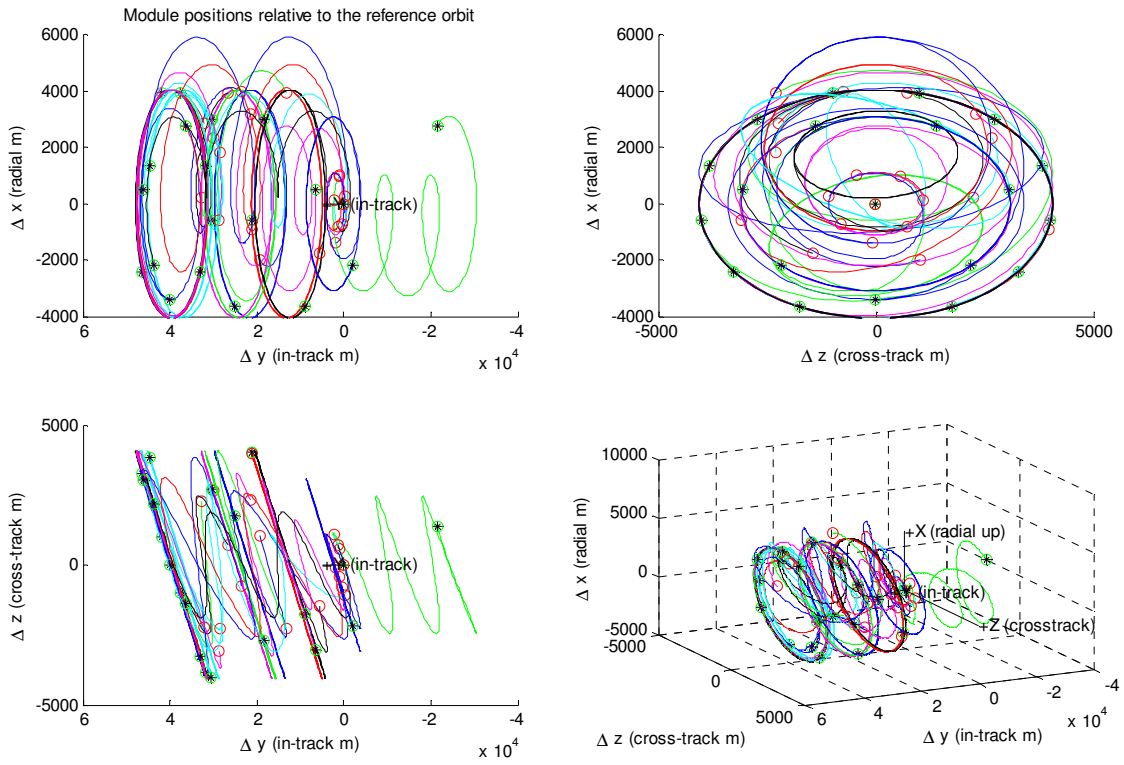 Module positions relative to the reference orbit
6000
4000
2000
0
-2000
-4000
Δ x (radial m)
(in-track)
6
4
2
0
-2
-4
Δ y (in-track m)
x 10^4
6000
4000
2000
0
-2000
-4000
Δ x (radial m)
-5000
0
5000
Δ z (cross-track m)
5000
0
-5000
Δ z (cross-track m)
(in-track)
6
4
2
0
-2
-4
Δ y (in-track m)
x 10^4
10000
5000
0
-5000
Δ x (radial m)
+X (radial up)
(in-track)
+Z (crosstrack)
-5000
0
5000
Δ z (cross-track m)
6
4
2
0
-2
-4
x 10^4
Δ y (in-track m)